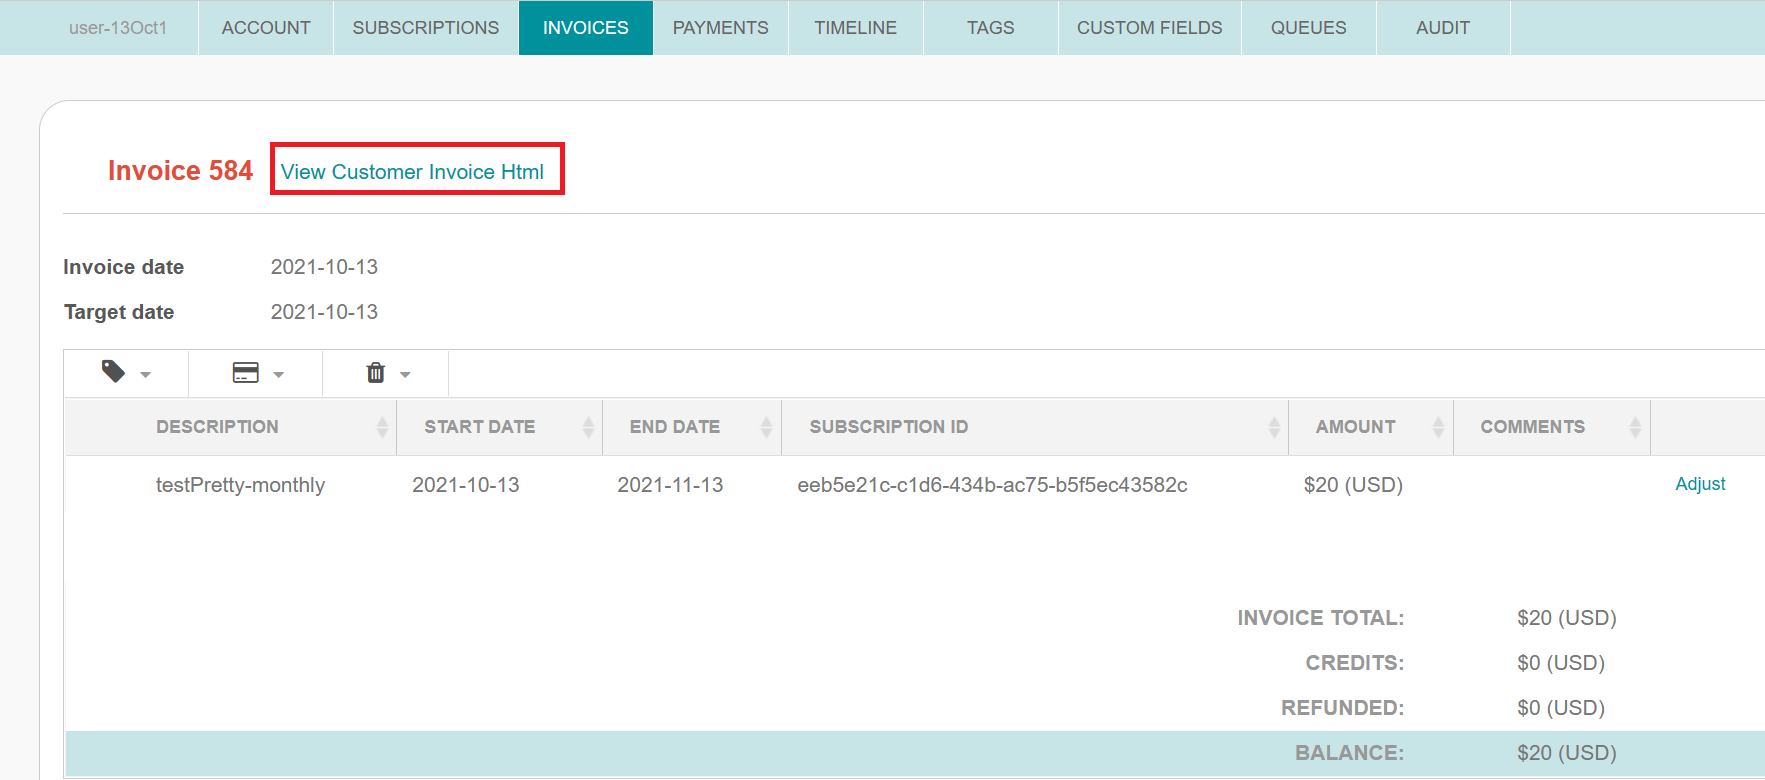 user-13Oct1 ACCOUNT SUBSCRIPTIONS INVOICES PAYMENTS TIMELINE TAGS CUSTOM FIELDS QUEUES AUDIT
Invoice 584 View Customer Invoice Html
Invoice date 2021-10-13
Target date 2021-10-13
DESCRIPTION START DATE END DATE SUBSCRIPTION ID AMOUNT COMMENTS
testPretty-monthly 2021-10-13 2021-11-13 eeb5e21c-c1d6-434b-ac75-b5f5ec43582c $20 (USD) Adjust
INVOICE TOTAL: $20 (USD)
CREDITS: $0 (USD)
REFUNDED: $0 (USD)
BALANCE: $20 (USD)